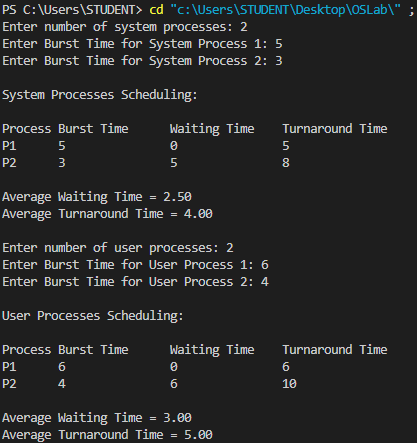 PS C:\Users\STUDENT> cd "c:\Users\STUDENT\Desktop\OSLab\" ;
Enter number of system processes: 2
Enter Burst Time for System Process 1: 5
Enter Burst Time for System Process 2: 3
System Processes Scheduling:
Process Burst Time Waiting Time Turnaround Time
P1 5 0 5
P2 3 5 8
Average Waiting Time = 2.50
Average Turnaround Time = 4.00
Enter number of user processes: 2
Enter Burst Time for User Process 1: 6
Enter Burst Time for User Process 2: 4
User Processes Scheduling:
Process Burst Time Waiting Time Turnaround Time
P1 6 0 6
P2 4 6 10
Average Waiting Time = 3.00
Average Turnaround Time = 5.00